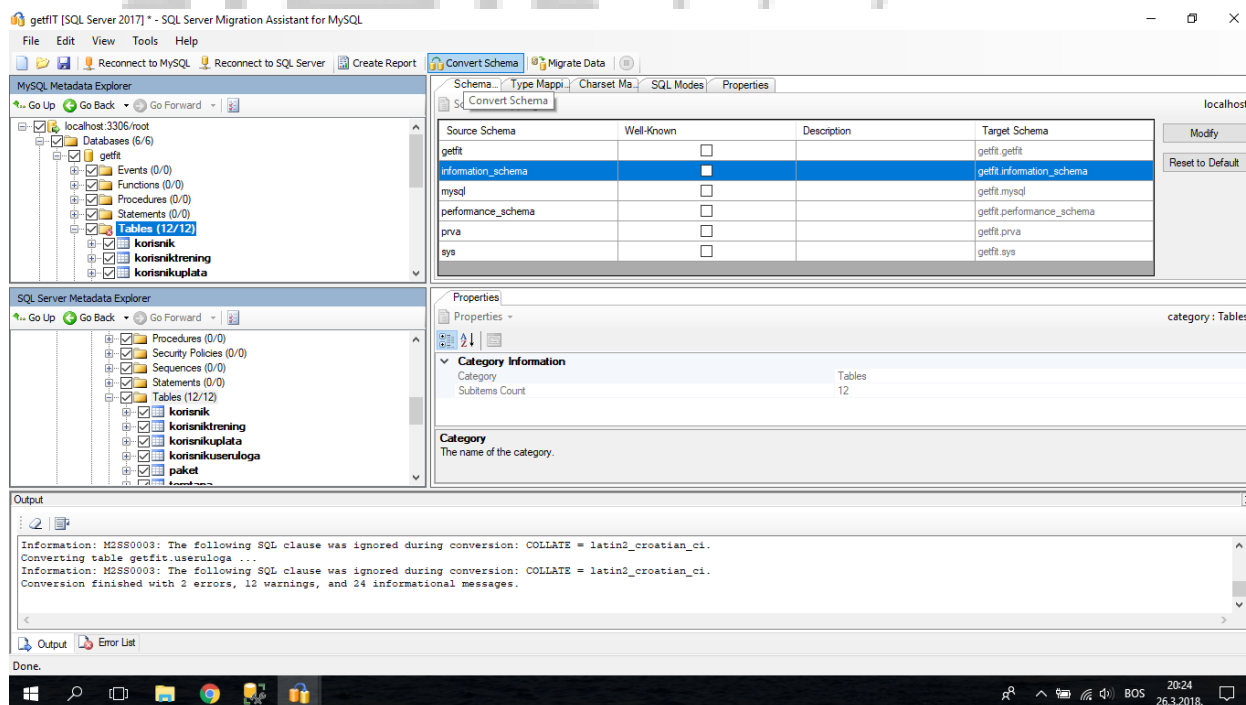 getfIT [SQL Server 2017] * - SQL Server Migration Assistant for MySQL
File Edit View Tools Help
Reconnect to MySQL Reconnect to SQL Server Create Report Convert Schema Migrate Data
MySQL Metadata Explorer
Go Up Go Back Go Forward
localhost:3306/root
Databases (6/6)
getfit
Events (0/0)
Functions (0/0)
Procedures (0/0)
Statements (0/0)
Tables (12/12)
korisnik
korisniktrening
korisnikuplata
Schema... Type Mappi... Charset Ma... SQL Modes Properties
Convert Schema
localhost
Source Schema Well-Known Description Target Schema
getfit getfit.getfit
information_schema getfit.information_schema
mysql getfit.mysql
performance_schema getfit.performance_schema
prva getfit.prva
sys getfit.sys
Modify
Reset to Default
SQL Server Metadata Explorer
Go Up Go Back Go Forward
Procedures (0/0)
Security Policies (0/0)
Sequences (0/0)
Statements (0/0)
Tables (12/12)
korisnik
korisniktrening
korisnikuplata
korisnikuseruloga
paket
Properties
Properties
category : Tables
Category Information
Category Tables
Subitems Count 12
Category
The name of the category.
Output
Information: M2SS0003: The following SQL clause was ignored during conversion: COLLATE = latin2_croatian_ci.
Converting table getfit.useruloga ...
Information: M2SS0003: The following SQL clause was ignored during conversion: COLLATE = latin2_croatian_ci.
Conversion finished with 2 errors, 12 warnings, and 24 informational messages.
Output Error List
Done.
BOS
20:24
26.3.2018.